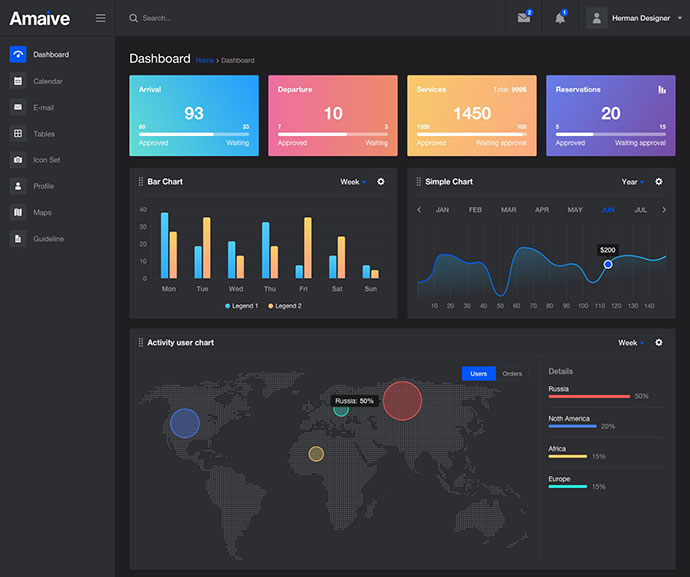 Amaive
Search...
2
1
Herman Designer
Dashboard
Calendar
E-mail
Tables
Icon Set
Profile
Maps
Guideline
Dashboard Home > Dashboard
Arrival
93
60 33
Approved Waiting
Departure
10
7 3
Approved Waiting
Services Total: 999$
1450
1350 100
Approved Waiting approval
Reservations
20
5 15
Approved Waiting approval
Bar Chart Week
40
30
20
10
0
Mon Tue Wed Thu Fri Sat Sun
Legend 1 Legend 2
Simple Chart Year
JAN FEB MAR APR MAY JUN JUL
$200
10 20 30 40 50 60 70 80 90 100 110 116 120 130 140
Activity user chart Week
Users Orders
Russia: 50%
Details
Russia
50%
Noth America
20%
Africa
15%
Europe
15%